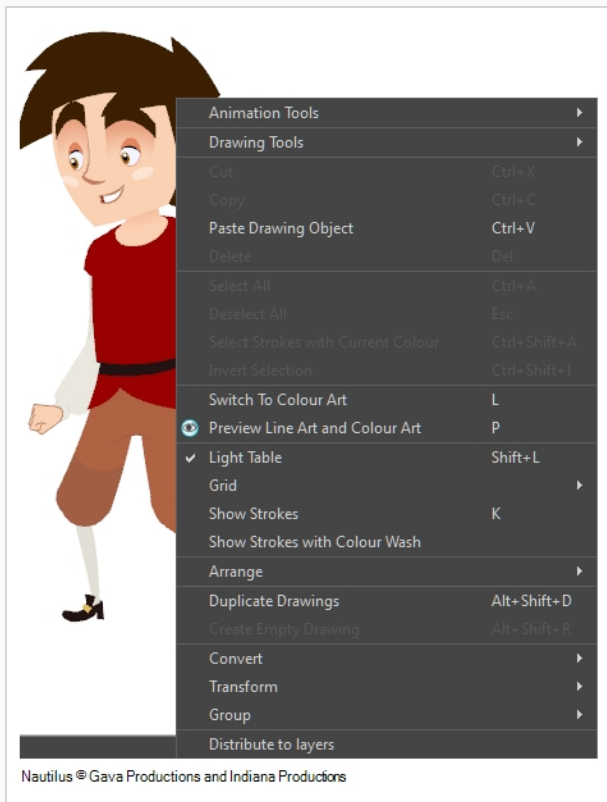 Animation Tools
Drawing Tools
Cut Ctrl+X
Copy Ctrl+C
Paste Drawing Object Ctrl+V
Delete Del
Select All Ctrl+A
Deselect All Esc
Select Strokes with Current Colour Ctrl+Shift+A
Invert Selection Ctrl+Shift+I
Switch To Colour Art L
Preview Line Art and Colour Art P
Light Table Shift+L
Grid
Show Strokes K
Show Strokes with Colour Wash
Arrange
Duplicate Drawings Alt+Shift+D
Create Empty Drawing Alt+Shift+R
Convert
Transform
Group
Distribute to layers
Nautilus © Gava Productions and Indiana Productions